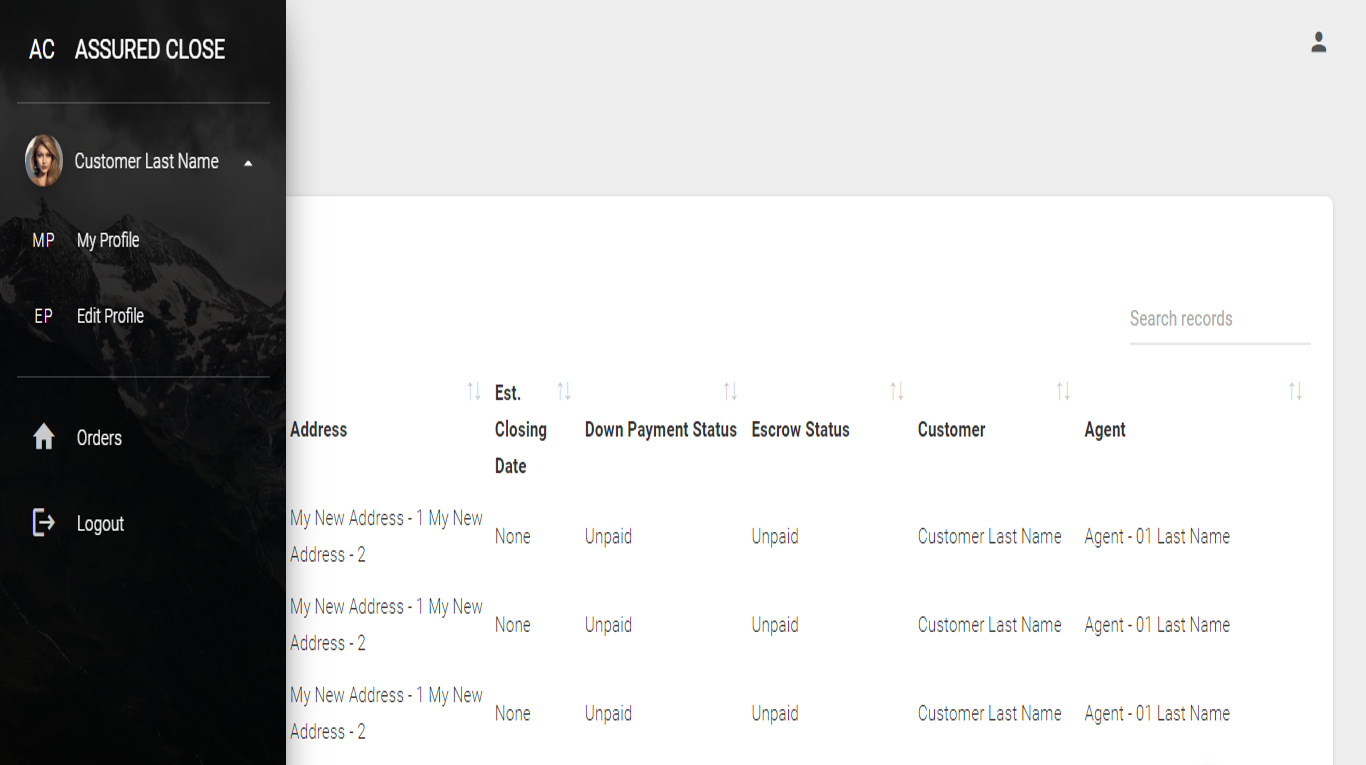 AC ASSURED CLOSE
Customer Last Name
MP My Profile
EP Edit Profile
Orders
Logout
Search records
Address
Est.
Closing
Date
Down Payment Status
Escrow Status
Customer
Agent
My New Address - 1 My New
Address - 2
None
Unpaid
Unpaid
Customer Last Name
Agent - 01 Last Name
My New Address - 1 My New
Address - 2
None
Unpaid
Unpaid
Customer Last Name
Agent - 01 Last Name
My New Address - 1 My New
Address - 2
None
Unpaid
Unpaid
Customer Last Name
Agent - 01 Last Name